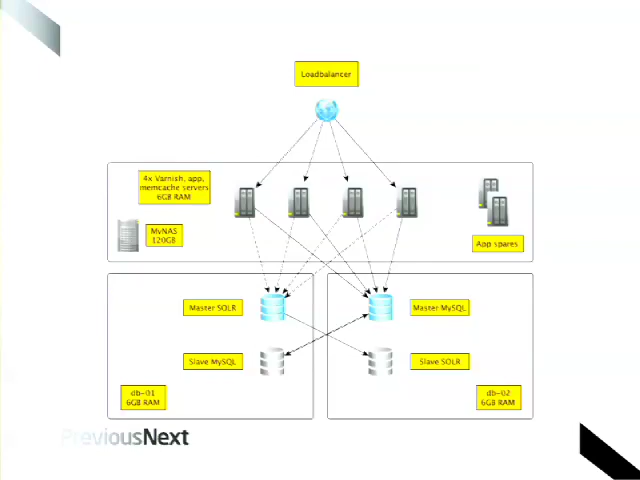 Loadbalancer
4x Varnish, app,
memcache servers
6GB RAM
MyNAS
120GB
App spares
Master SOLR
Master MySQL
Slave MySQL
Slave SOLR
db-01
6GB RAM
db-02
6GB RAM
PreviousNext